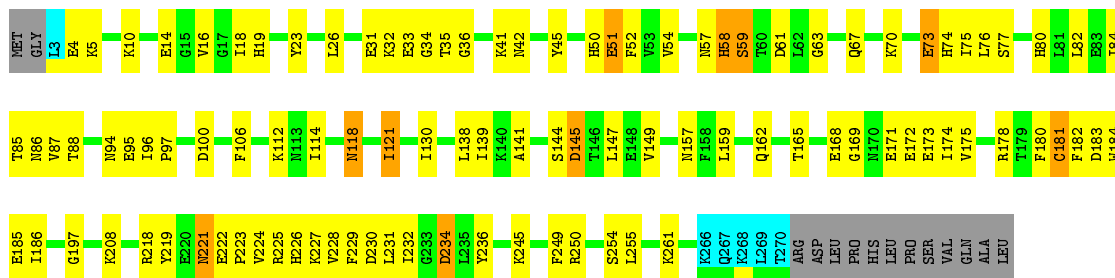 MET GLY L3 E4 K5 K10 E14 G15 V16 G17 I18 H19 Y23 L26 E31 K32 E33 G34 T35 G36 K41 N42 Y45 H50 E51 F52 V53 V54 N57 H58 S59 T60 D61 L62 G63 Q67 K70 E73 H74 I75 L76 S77 H80 L81 L82 E83 I84
T85 N86 V87 T88 N94 E95 I96 P97 D100 F106 K112 N113 I114 N118 I121 I130 L138 I139 K140 A141 S144 D145 T146 L147 E148 V149 N157 F158 L159 Q162 T165 E168 G169 N170 E171 E172 E173 I174 V175 R178 T179 F180 C181 F182 D183 W184
E185 I186 G197 K208 R218 Y219 E220 N221 E222 P223 V224 R225 H226 K227 V228 F229 D230 L231 I232 G233 D234 L235 Y236 K245 F249 R250 S254 L255 K261 K266 Q267 K268 L269 I270 ARG ASP LEU PRO HIS LEU PRO SER VAL GLN ALA LEU